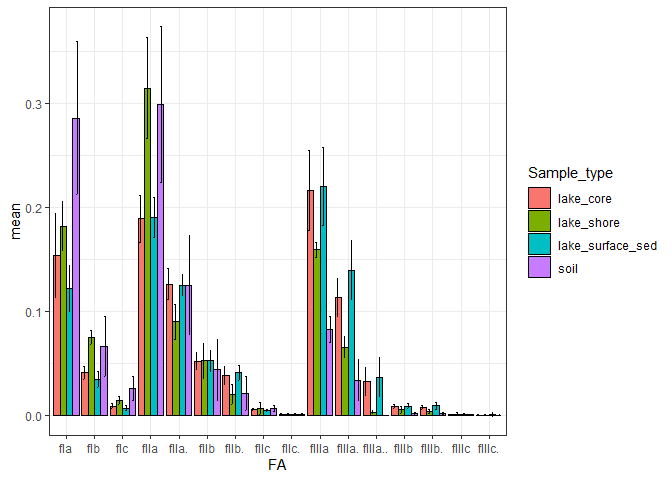 0.3
0.2
0.1
0.0
mean
fIa fIb fIc fIIa fIIa. fIIb fIIb. fIIc fIIc. fIIIa fIIIa. fIIIa.. fIIIb fIIIb. fIIIc fIIIc.
FA
Sample_type
lake_core
lake_shore
lake_surface_sed
soil